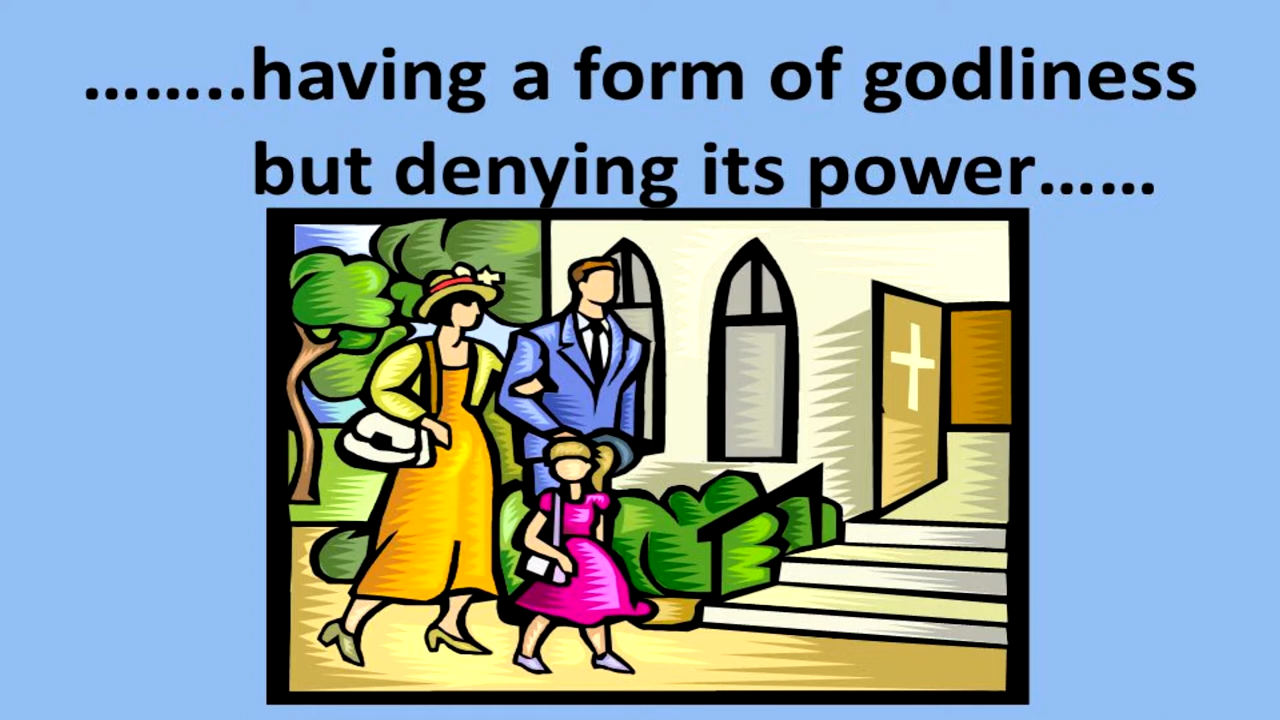 ……..having a form of godliness
but denying its power……